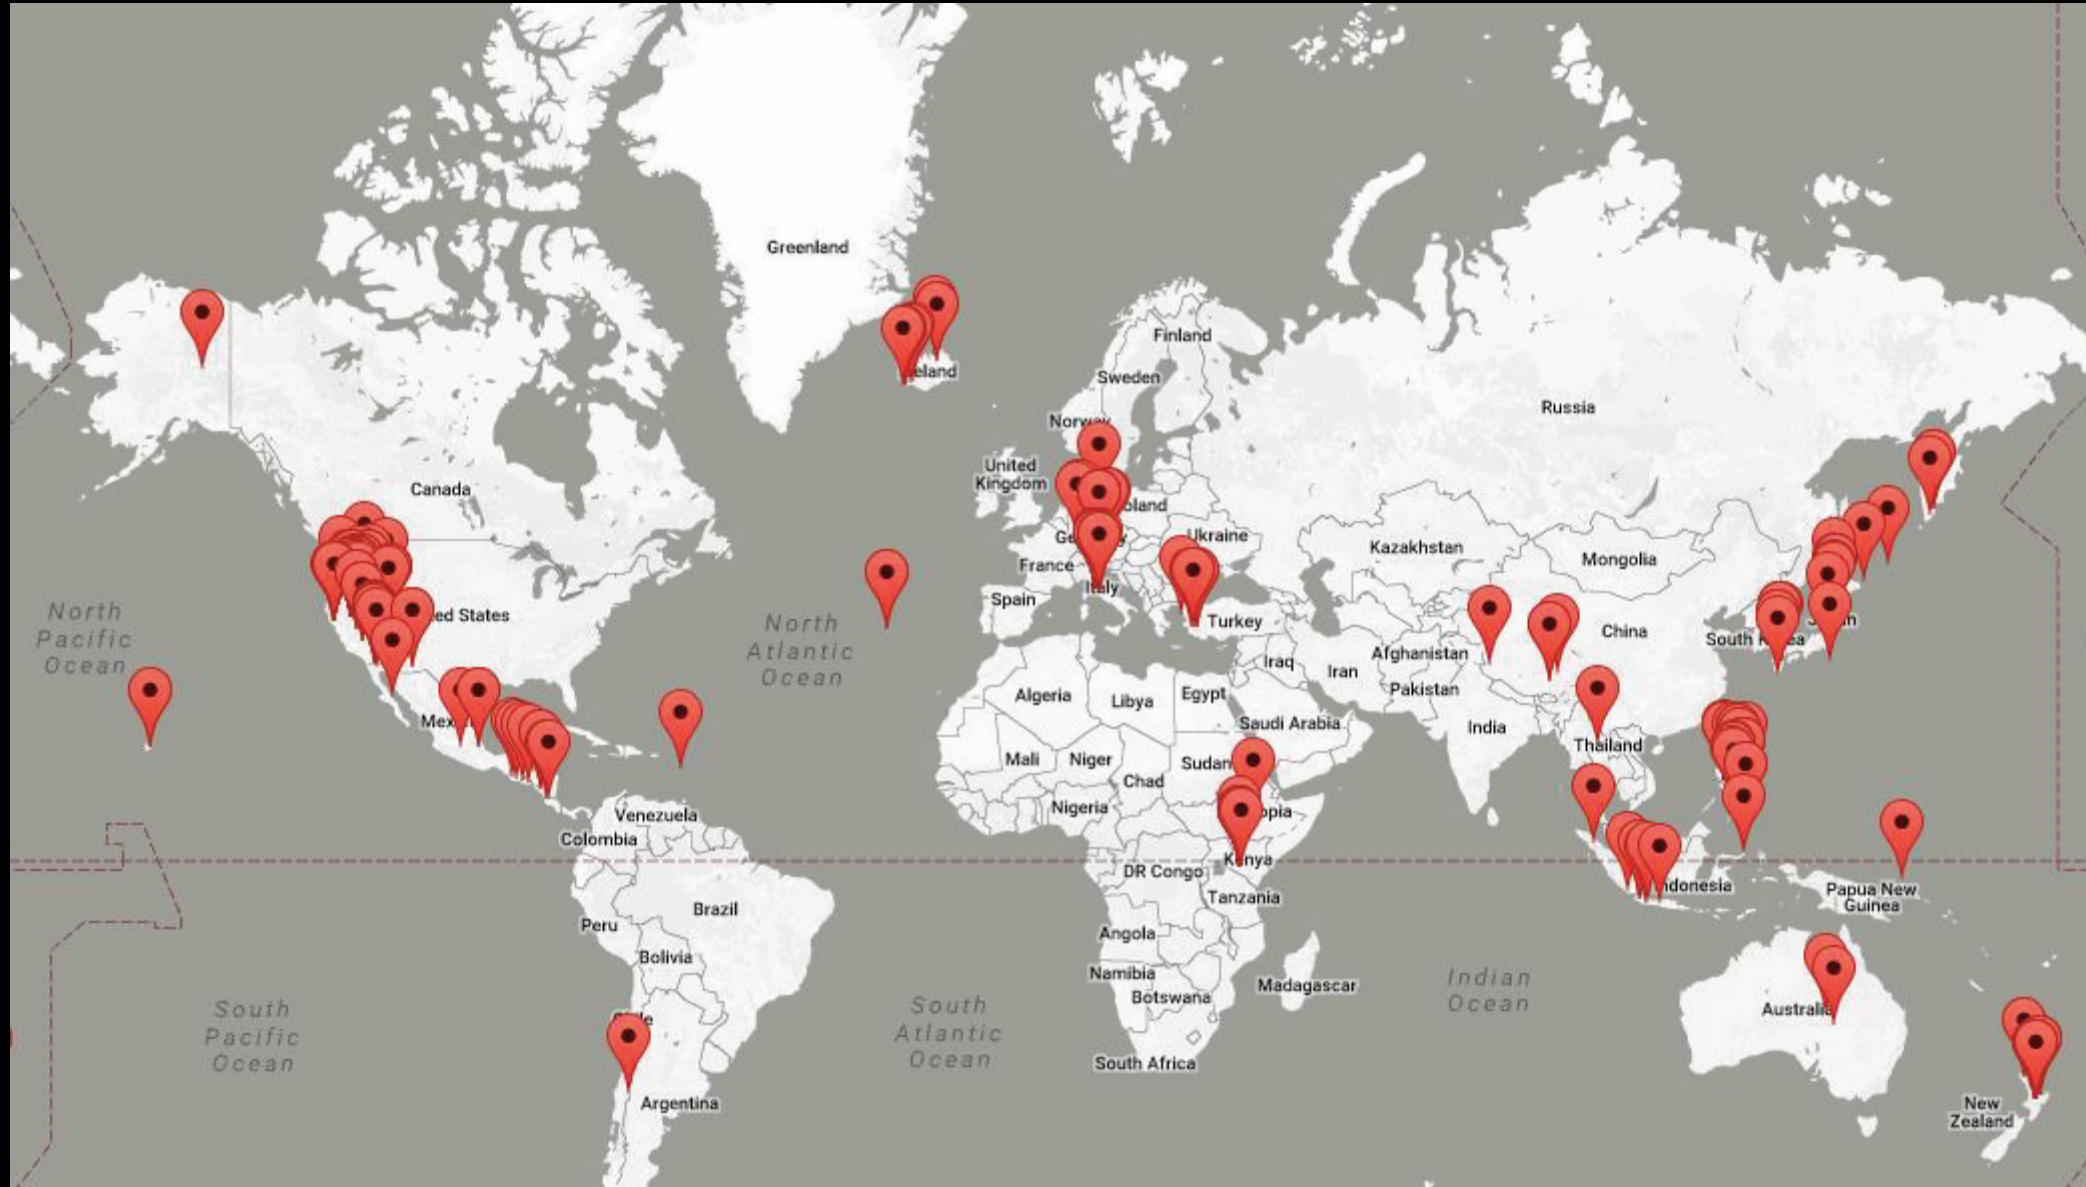 Greenland
Finland
Sweden
Russia
Norway
United
Kingdom
Canada
Ukraine
Kazakhstan
Mongolia
France
Italy
Spain
North
Pacific
Ocean
North
Atlantic
Ocean
Turkey
China
Afghanistan
Iraq
Iran
Pakistan
Algeria
Libya
Egypt
Saudi Arabia
India
Thailand
Mali
Niger
Sudan
Chad
Nigeria
Venezuela
Colombia
Kenya
DR Congo
Tanzania
Papua New
Guinea
Brazil
Peru
Angola
Bolivia
Namibia
Botswana
Madagascar
Indian
Ocean
South
Pacific
Ocean
South
Atlantic
Ocean
Australia
South Africa
Argentina
New
Zealand